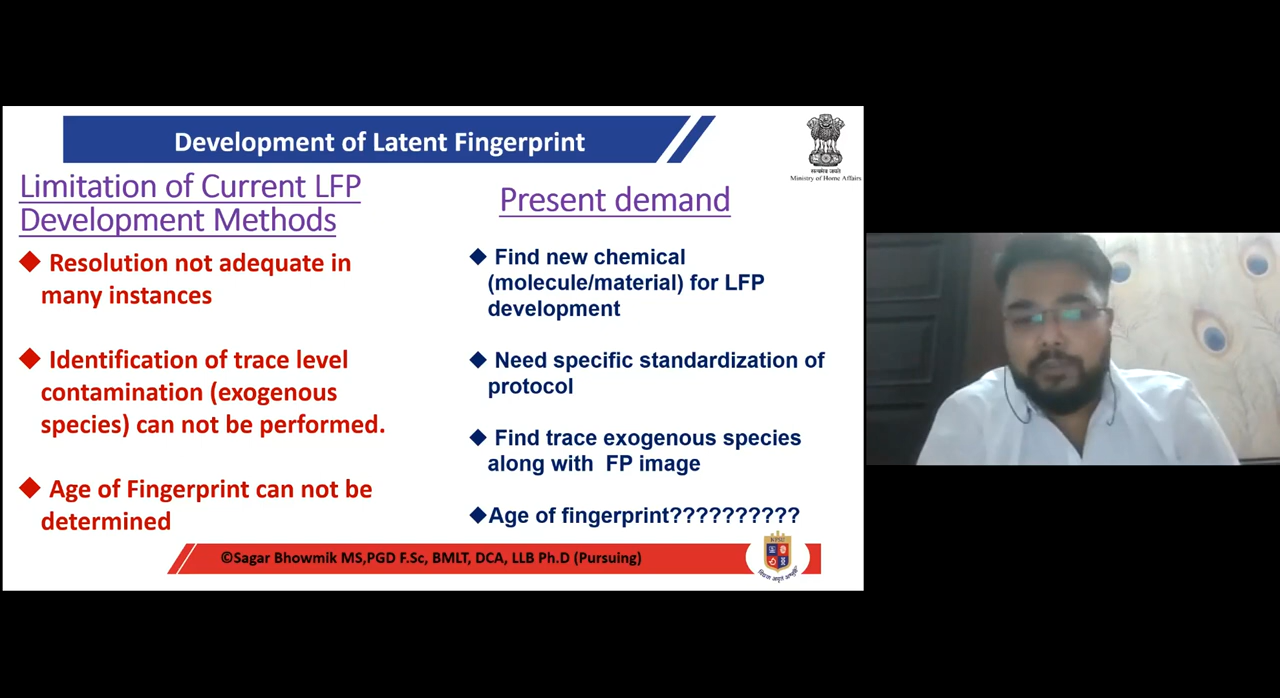 Development of Latent Fingerprint
सत्यमेव जयते
Ministry of Home Affairs
Limitation of Current LFP
Development Methods
◆ Resolution not adequate in
many instances
◆ Identification of trace level
contamination (exogenous
species) can not be performed.
◆ Age of Fingerprint can not be
determined
Present demand
◆ Find new chemical
(molecule/material) for LFP
development
◆ Need specific standardization of
protocol
◆ Find trace exogenous species
along with FP image
◆Age of fingerprint??????????
©Sagar Bhowmik MS,PGD F.Sc, BMLT, DCA, LLB Ph.D (Pursuing)